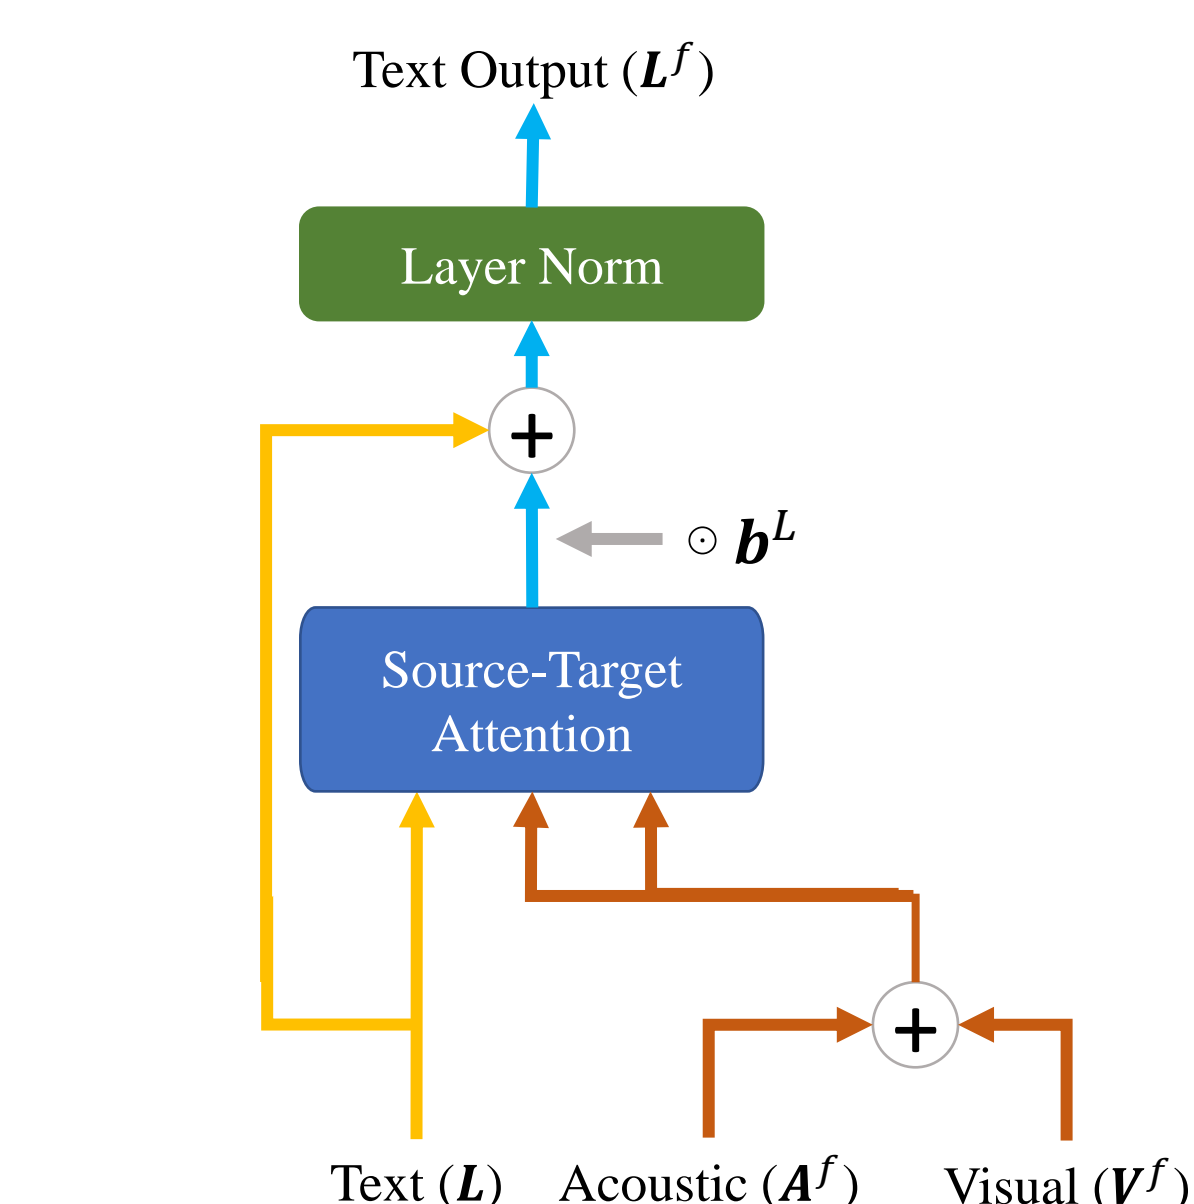 Text Output (L^f)
Layer Norm
+
⊙ b^L
Source-Target
Attention
+
Text (L) Acoustic (A^f) Visual (V^f)